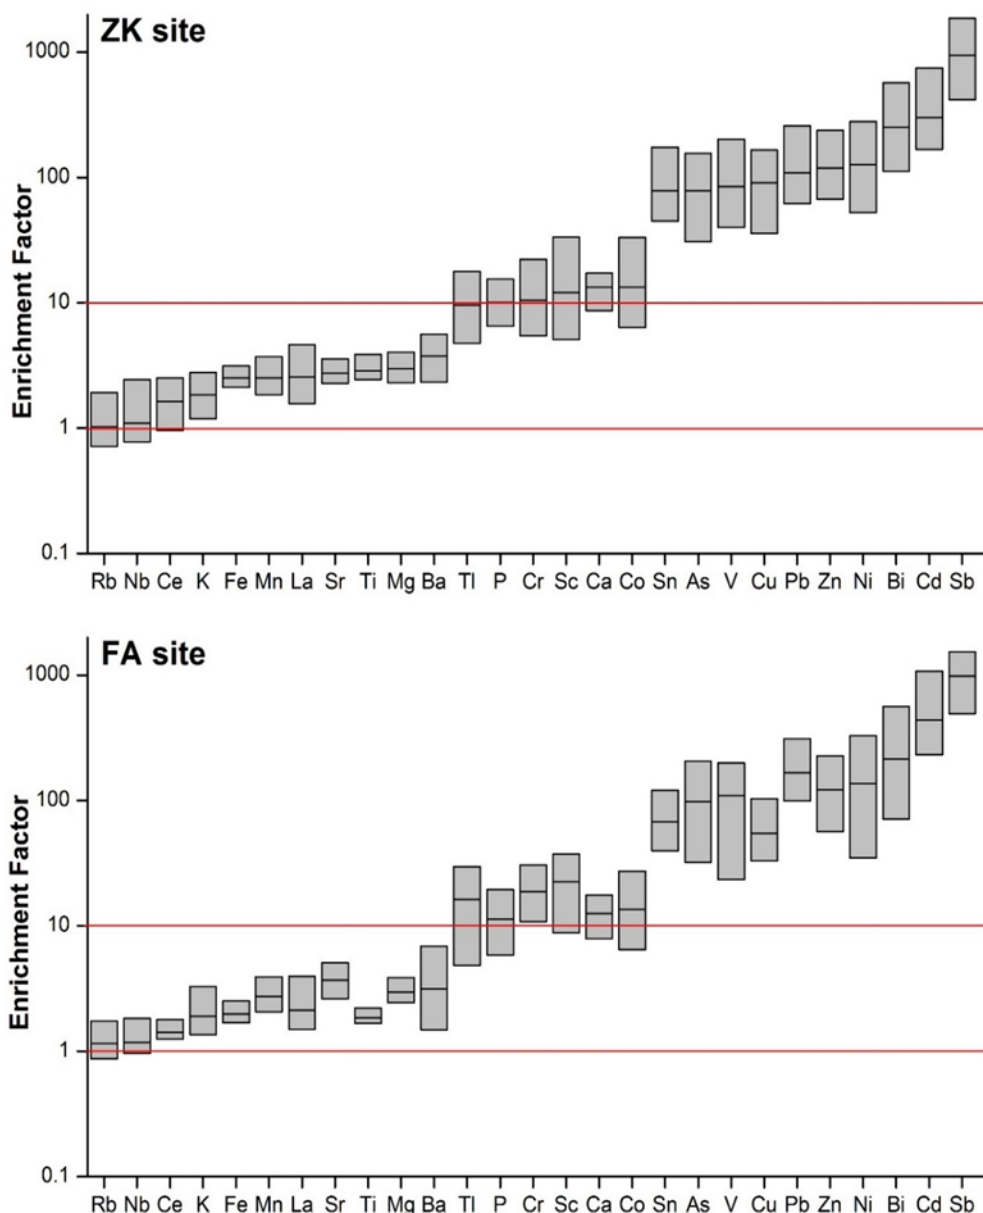 ZK site
Enrichment Factor
1000
100
10
1
0.1
Rb Nb Ce K Fe Mn La Sr Ti Mg Ba Tl P Cr Sc Ca Co Sn As V Cu Pb Zn Ni Bi Cd Sb
FA site
Enrichment Factor
1000
100
10
1
0.1
Rb Nb Ce K Fe Mn La Sr Ti Mg Ba Tl P Cr Sc Ca Co Sn As V Cu Pb Zn Ni Bi Cd Sb